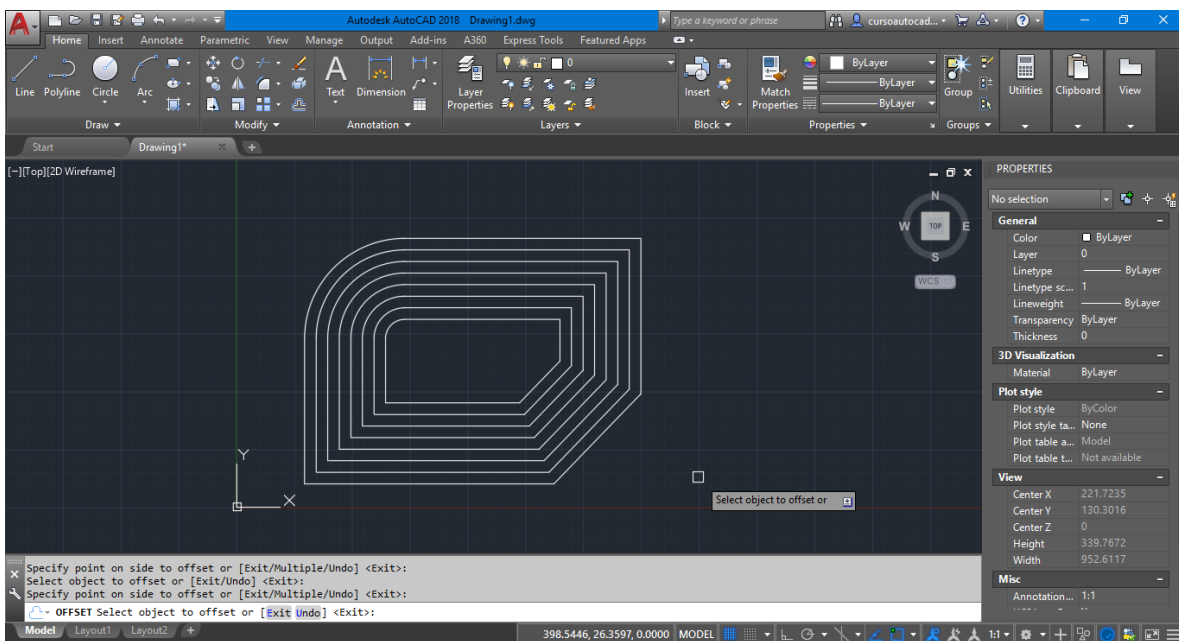 Autodesk AutoCAD 2018 Drawing1.dwg
Type a keyword or phrase
cursoautocad...
Home Insert Annotate Parametric View Manage Output Add-ins A360 Express Tools Featured Apps
Line Polyline Circle Arc
Draw
Modify
Text Dimension
Annotation
Layer Properties
0
Layers
Insert
Block
Match Properties
ByLayer
ByLayer
ByLayer
Properties
Group
Groups
Utilities
Clipboard
View
Start Drawing1*
[−][Top][2D Wireframe]
N
W TOP E
S
WCS
Y
X
Select object to offset or
PROPERTIES
No selection
General
Color ByLayer
Layer 0
Linetype ByLayer
Linetype sc... 1
Lineweight ByLayer
Transparency ByLayer
Thickness 0
3D Visualization
Material ByLayer
Plot style
Plot style ByColor
Plot style ta... None
Plot table a... Model
Plot table t... Not available
View
Center X 221.7235
Center Y 130.3016
Center Z 0
Height 339.7672
Width 952.6117
Misc
Annotation... 1:1
Specify point on side to offset or [Exit/Multiple/Undo] <Exit>:
Select object to offset or [Exit/Undo] <Exit>:
Specify point on side to offset or [Exit/Multiple/Undo] <Exit>:
OFFSET Select object to offset or [Exit Undo] <Exit>:
Model Layout1 Layout2 +
398.5446, 26.3597, 0.0000 MODEL 1:1